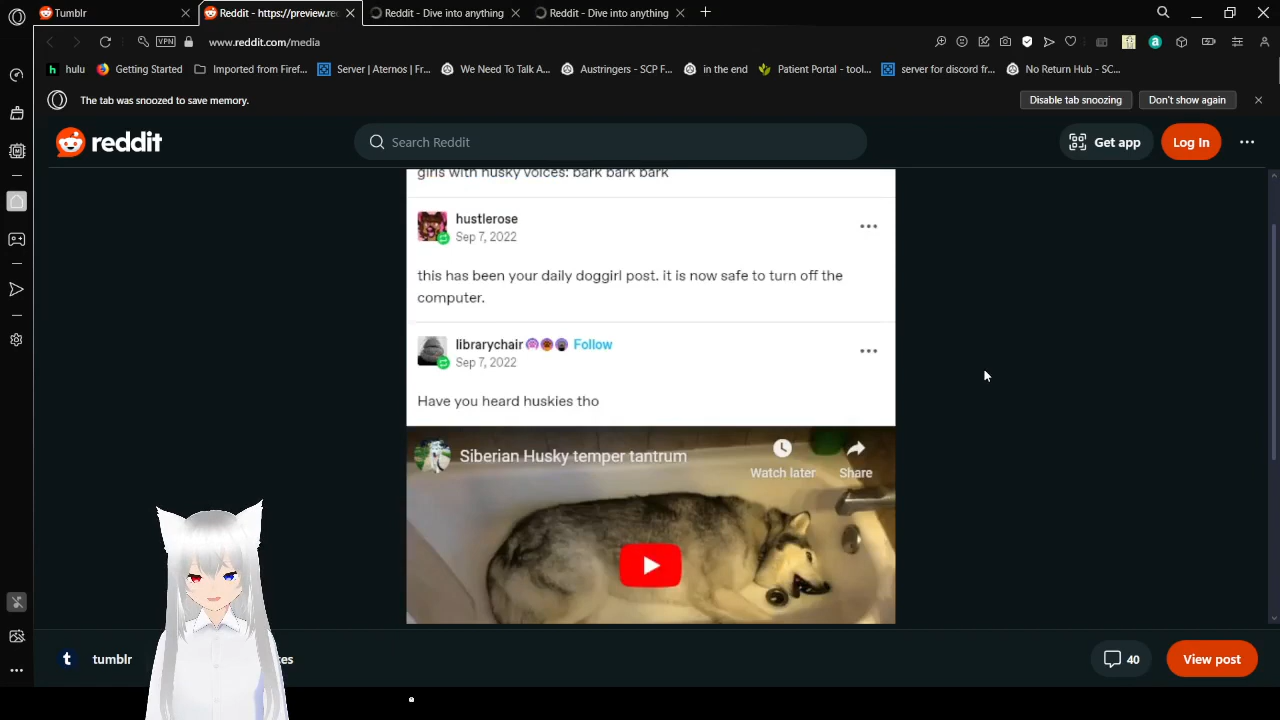 Tumblr
Reddit - https://preview.re
Reddit - Dive into anything
Reddit - Dive into anything
VPN
www.reddit.com/media
hulu
Getting Started
Imported from Firef...
Server | Aternos | Fr...
We Need To Talk A...
Austringers - SCP F...
in the end
Patient Portal - tool...
server for discord fr...
No Return Hub - SC...
The tab was snoozed to save memory.
Disable tab snoozing
Don't show again
reddit
Search Reddit
Get app
Log In
girls with husky voices: bark bark bark
hustlerose
Sep 7, 2022
this has been your daily doggirl post. it is now safe to turn off the
computer.
librarychair Follow
Sep 7, 2022
Have you heard huskies tho
Siberian Husky temper tantrum
Watch later
Share
tumblr
40
View post